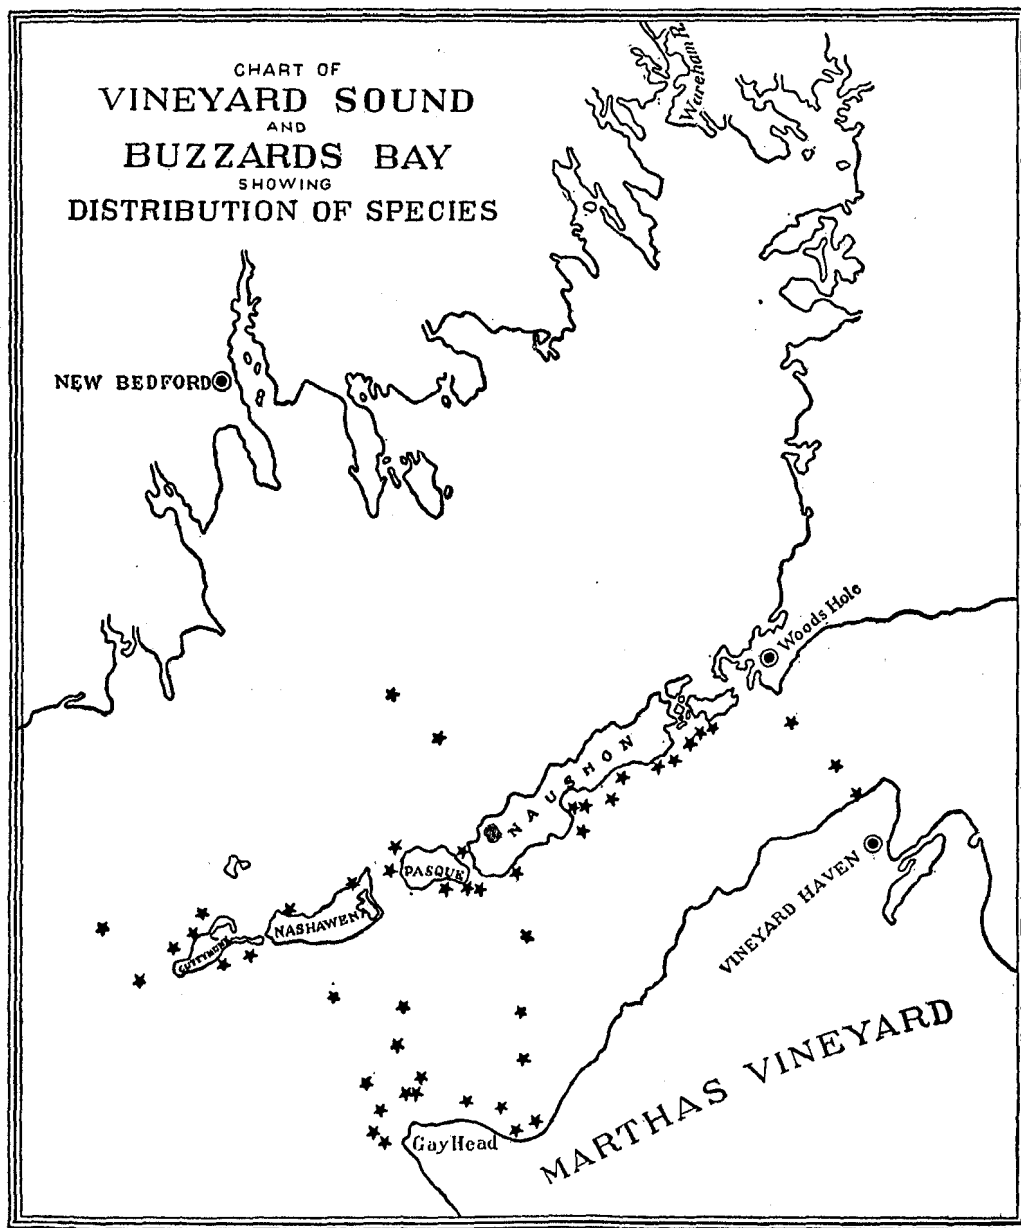 CHART OF
VINEYARD SOUND
AND
BUZZARDS BAY
SHOWING
DISTRIBUTION OF SPECIES
Wareham R.
NEW BEDFORD
Woods Hole
NAUSHON
PASQUE
NASHAWENA
CUTTYHUNK
VINEYARD HAVEN
MARTHAS VINEYARD
Gay Head